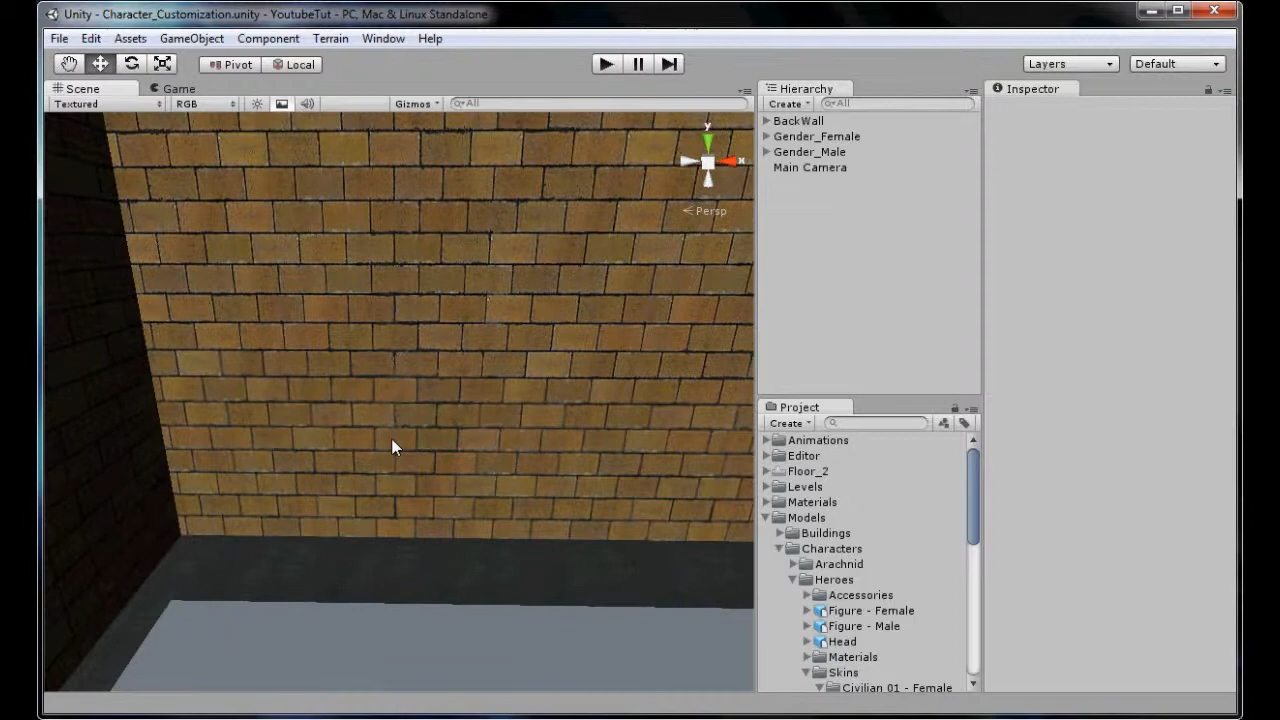 Unity - Character_Customization.unity - YoutubeTut - PC, Mac & Linux Standalone
File Edit Assets GameObject Component Terrain Window Help
Pivot Local Layers Default
Scene Game
Textured RGB Gizmos All
y
x
Persp
Hierarchy
Create All
BackWall
Gender_Female
Gender_Male
Main Camera
Project
Create
Animations
Editor
Floor_2
Levels
Materials
Models
Buildings
Characters
Arachnid
Heroes
Accessories
Figure - Female
Figure - Male
Head
Materials
Skins
Civilian 01 - Female
Inspector